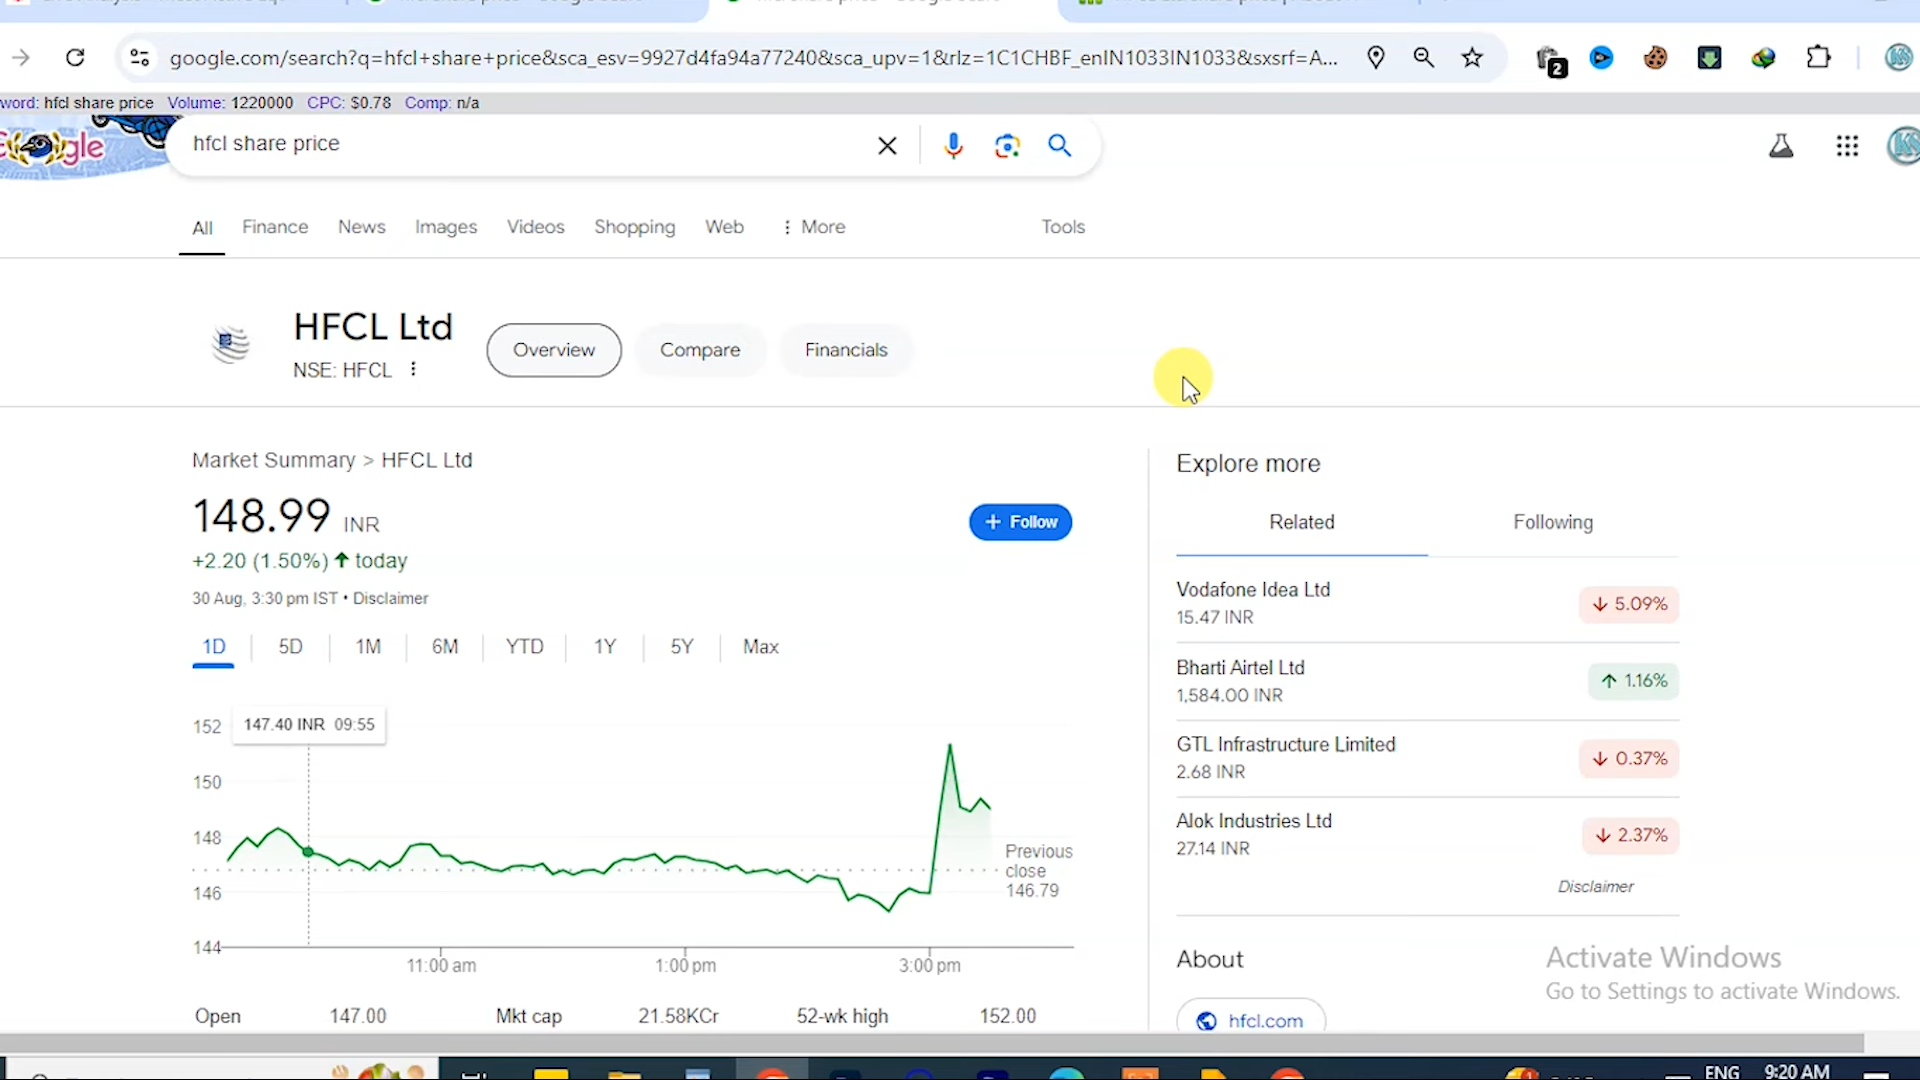 google.com/search?q=hfcl+share+price&sca_esv=9927d4fa94a77240&sca_upv=1&rlz=1C1CHBF_enIN1033IN1033&sxsrf=A...
2
word: hfcl share price Volume: 1220000 CPC: $0.78 Comp: n/a
hfcl share price
All Finance News Images Videos Shopping Web More Tools
HFCL Ltd
NSE: HFCL
Overview Compare Financials
Market Summary > HFCL Ltd
148.99 INR
+ Follow
+2.20 (1.50%) ↑ today
30 Aug, 3:30 pm IST • Disclaimer
1D 5D 1M 6M YTD 1Y 5Y Max
147.40 INR 09:55
152
150
148
146
144
Previous
close
146.79
11:00 am 1:00 pm 3:00 pm
Open 147.00 Mkt cap 21.58KCr 52-wk high 152.00
Explore more
Related Following
Vodafone Idea Ltd
15.47 INR
↓ 5.09%
Bharti Airtel Ltd
1,584.00 INR
↑ 1.16%
GTL Infrastructure Limited
2.68 INR
↓ 0.37%
Alok Industries Ltd
27.14 INR
↓ 2.37%
Disclaimer
About
hfcl.com
Activate Windows
Go to Settings to activate Windows.
ENG 9:20 AM